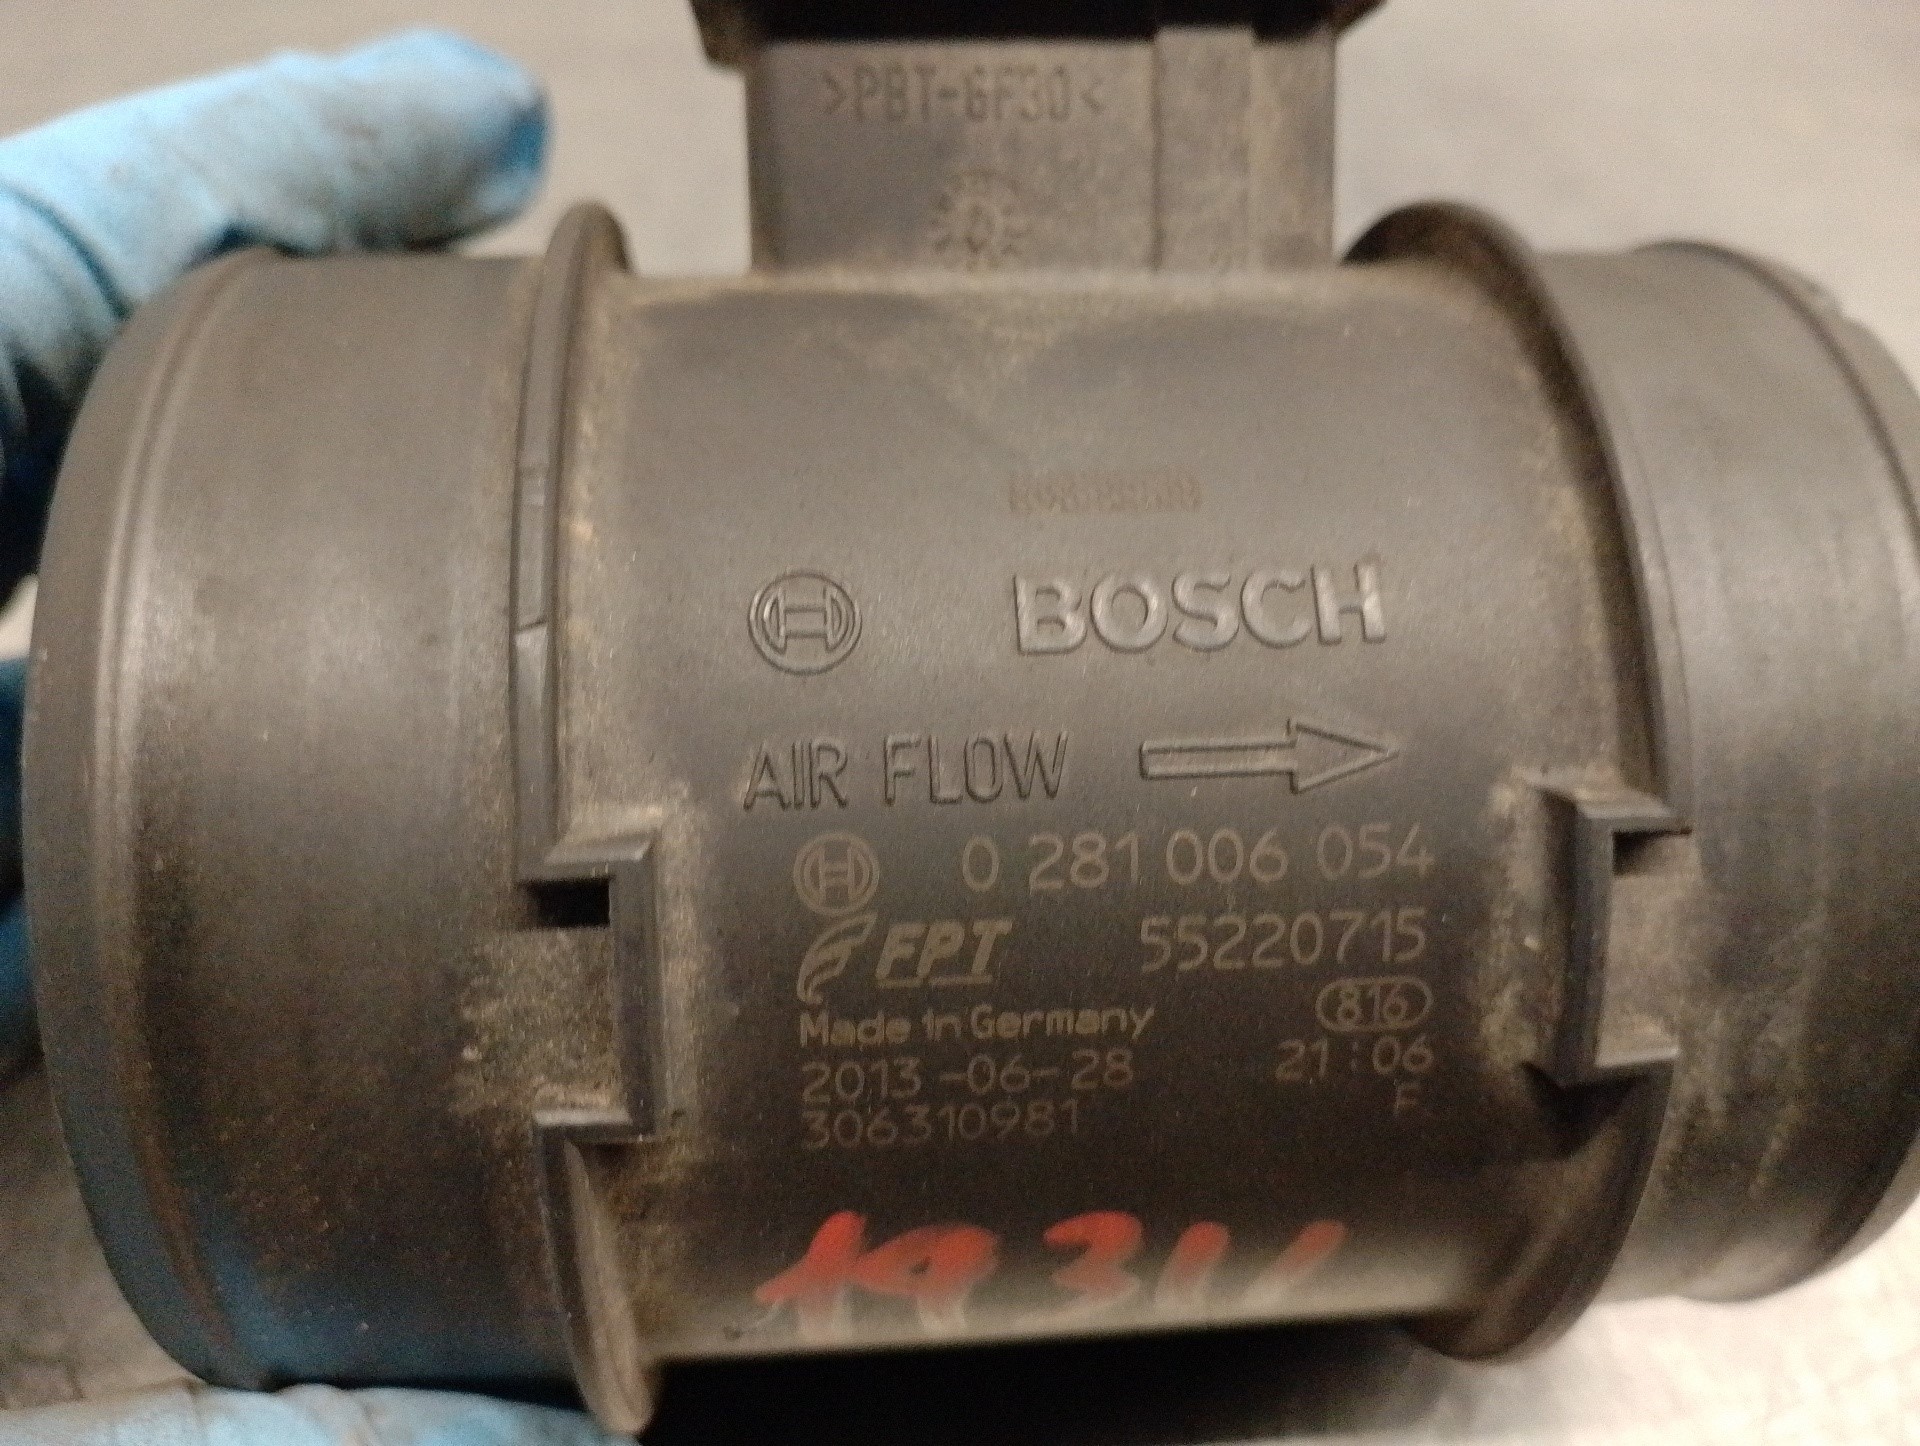 >PBT-GF30<
BOSCH
AIR FLOW
0 281 006 054
FPT 55220715
Made in Germany 816
2013-06-28 21:06
306310981 F
19311